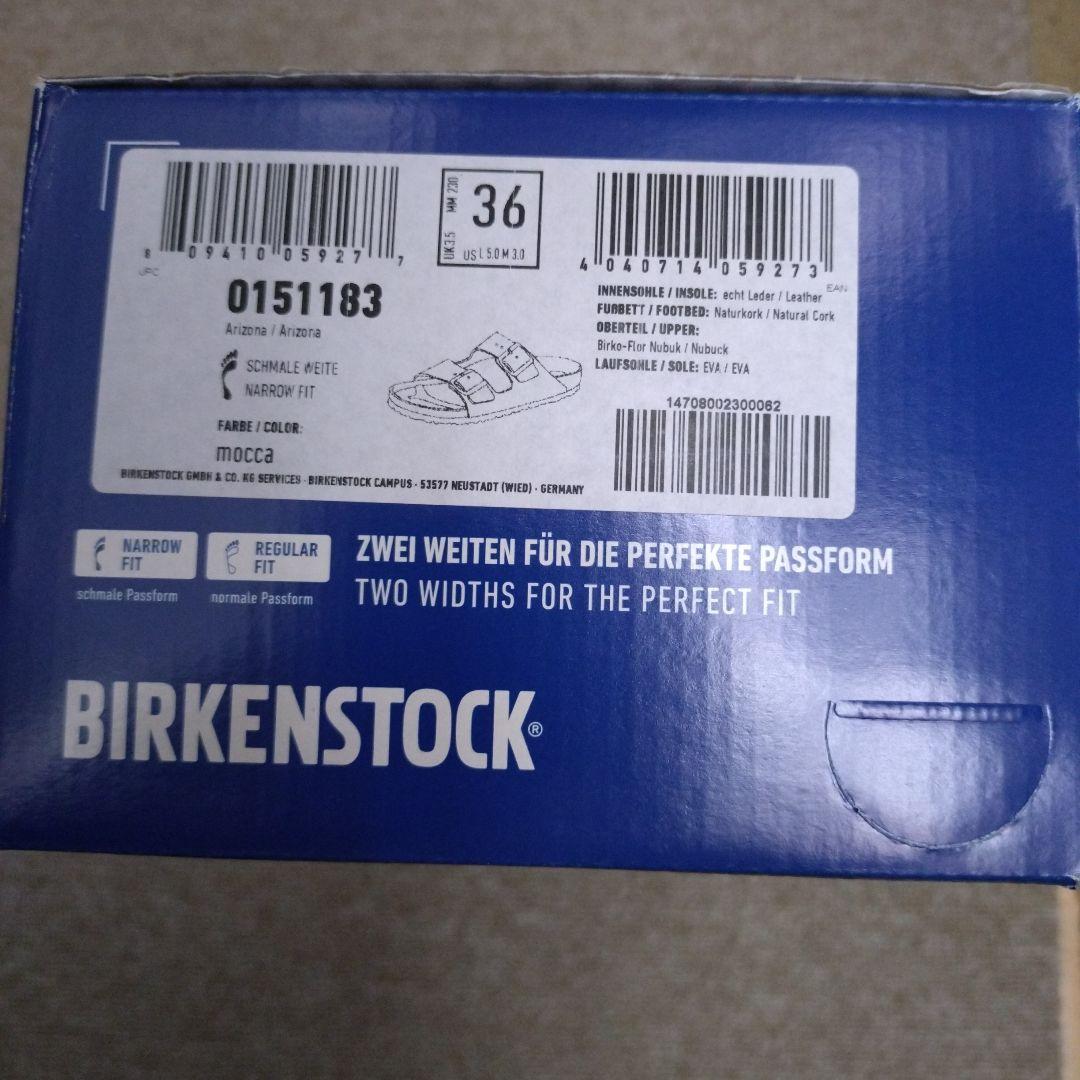 8 09410 05927 7
UPC
UK3.5 MM 230
36
US L 5.0 M 3.0
4 040714 059273
EAN
0151183
Arizona / Arizona
SCHMALE WEITE
NARROW FIT
FARBE / COLOR:
mocca
INNENSOHLE / INSOLE: echt Leder / Leather
FUẞBETT / FOOTBED: Naturkork / Natural Cork
OBERTEIL / UPPER:
Birko-Flor Nubuk / Nubuck
LAUFSOHLE / SOLE: EVA / EVA
14708002300062
BIRKENSTOCK GMBH & CO. KG SERVICES · BIRKENSTOCK CAMPUS · 53577 NEUSTADT (WIED) · GERMANY
NARROW
FIT
schmale Passform
REGULAR
FIT
normale Passform
ZWEI WEITEN FÜR DIE PERFEKTE PASSFORM
TWO WIDTHS FOR THE PERFECT FIT
BIRKENSTOCK®